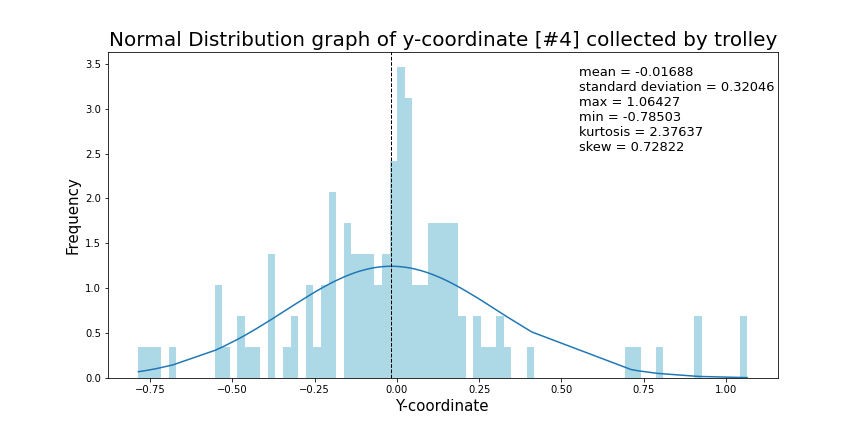 Normal Distribution graph of y-coordinate [#4] collected by trolley
mean = -0.01688
standard deviation = 0.32046
max = 1.06427
min = -0.78503
kurtosis = 2.37637
skew = 0.72822
Frequency
3.5
3.0
2.5
2.0
1.5
1.0
0.5
0.0
−0.75 −0.50 −0.25 0.00 0.25 0.50 0.75 1.00
Y-coordinate